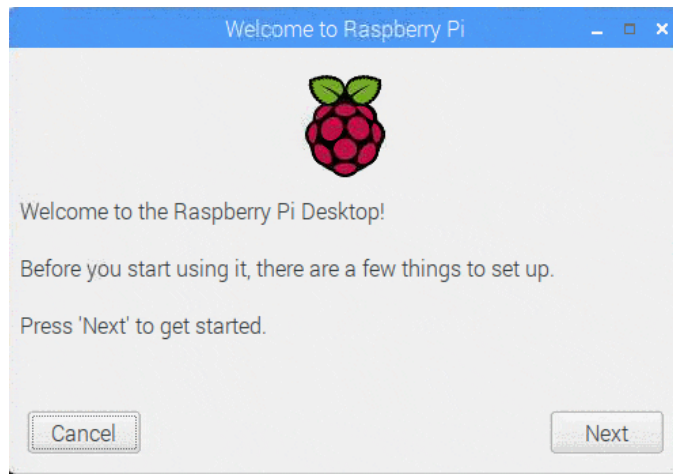 Welcome to Raspberry Pi
Welcome to the Raspberry Pi Desktop!
Before you start using it, there are a few things to set up.
Press 'Next' to get started.
Cancel
Next